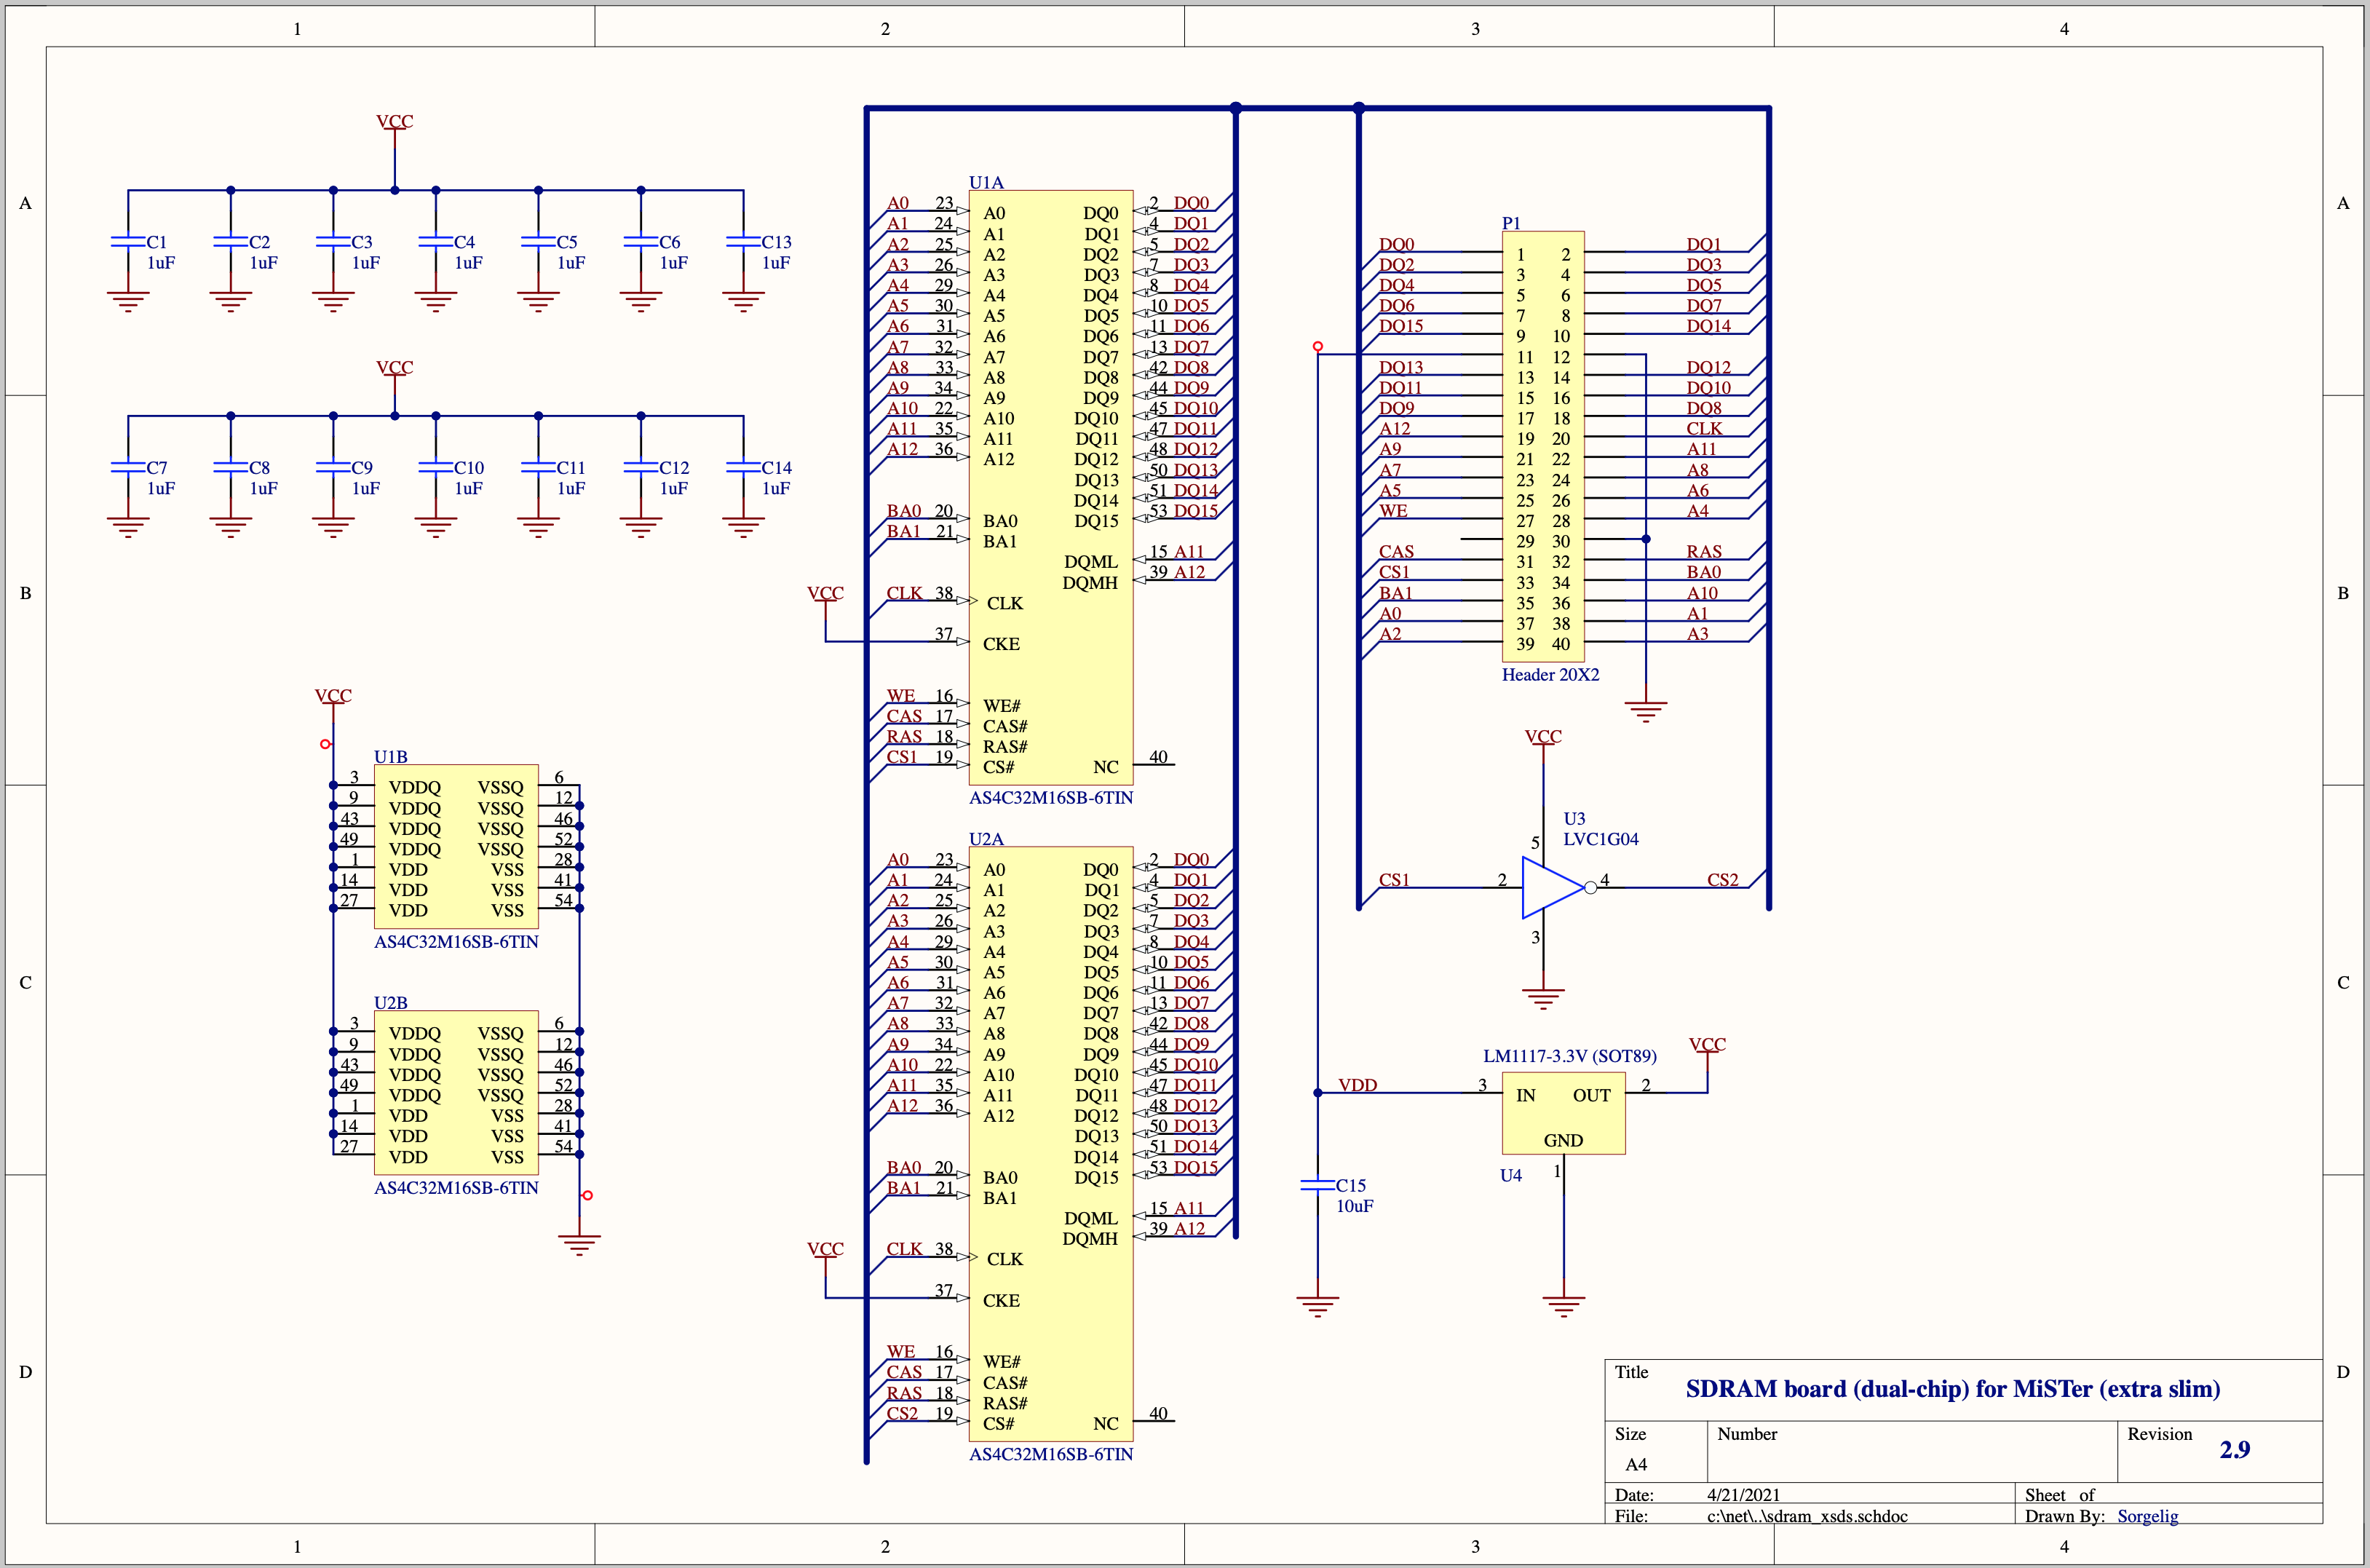 1 2 3 4
A A
B B
C C
D D
1 2 3 4
VCC
C1 C2 C3 C4 C5 C6 C13
1uF 1uF 1uF 1uF 1uF 1uF 1uF
VCC
C7 C8 C9 C10 C11 C12 C14
1uF 1uF 1uF 1uF 1uF 1uF 1uF
VCC
U1B
3 VDDQ VSSQ 6
9 VDDQ VSSQ 12
43 VDDQ VSSQ 46
49 VDDQ VSSQ 52
1 VDD VSS 28
14 VDD VSS 41
27 VDD VSS 54
AS4C32M16SB-6TIN
U2B
3 VDDQ VSSQ 6
9 VDDQ VSSQ 12
43 VDDQ VSSQ 46
49 VDDQ VSSQ 52
1 VDD VSS 28
14 VDD VSS 41
27 VDD VSS 54
AS4C32M16SB-6TIN
U1A
A0 23 A0 DQ0 2 DQ0
A1 24 A1 DQ1 4 DQ1
A2 25 A2 DQ2 5 DQ2
A3 26 A3 DQ3 7 DQ3
A4 29 A4 DQ4 8 DQ4
A5 30 A5 DQ5 10 DQ5
A6 31 A6 DQ6 11 DQ6
A7 32 A7 DQ7 13 DQ7
A8 33 A8 DQ8 42 DQ8
A9 34 A9 DQ9 44 DQ9
A10 22 A10 DQ10 45 DQ10
A11 35 A11 DQ11 47 DQ11
A12 36 A12 DQ12 48 DQ12
DQ13 50 DQ13
DQ14 51 DQ14
BA0 20 BA0 DQ15 53 DQ15
BA1 21 BA1
DQML 15 A11
DQMH 39 A12
VCC CLK 38 CLK
37 CKE
WE 16 WE#
CAS 17 CAS#
RAS 18 RAS#
CS1 19 CS# NC 40
AS4C32M16SB-6TIN
U2A
A0 23 A0 DQ0 2 DQ0
A1 24 A1 DQ1 4 DQ1
A2 25 A2 DQ2 5 DQ2
A3 26 A3 DQ3 7 DQ3
A4 29 A4 DQ4 8 DQ4
A5 30 A5 DQ5 10 DQ5
A6 31 A6 DQ6 11 DQ6
A7 32 A7 DQ7 13 DQ7
A8 33 A8 DQ8 42 DQ8
A9 34 A9 DQ9 44 DQ9
A10 22 A10 DQ10 45 DQ10
A11 35 A11 DQ11 47 DQ11
A12 36 A12 DQ12 48 DQ12
DQ13 50 DQ13
DQ14 51 DQ14
BA0 20 BA0 DQ15 53 DQ15
BA1 21 BA1
DQML 15 A11
DQMH 39 A12
VCC CLK 38 CLK
37 CKE
WE 16 WE#
CAS 17 CAS#
RAS 18 RAS#
CS2 19 CS# NC 40
AS4C32M16SB-6TIN
P1
DQ0 1 2 DQ1
DQ2 3 4 DQ3
DQ4 5 6 DQ5
DQ6 7 8 DQ7
DQ15 9 10 DQ14
11 12
DQ13 13 14 DQ12
DQ11 15 16 DQ10
DQ9 17 18 DQ8
A12 19 20 CLK
A9 21 22 A11
A7 23 24 A8
A5 25 26 A6
WE 27 28 A4
29 30
CAS 31 32 RAS
CS1 33 34 BA0
BA1 35 36 A10
A0 37 38 A1
A2 39 40 A3
Header 20X2
VCC
U3
5 LVC1G04
CS1 2 4 CS2
3
LM1117-3.3V (SOT89) VCC
VDD 3 IN OUT 2
GND
1
U4
C15
10uF
Title
SDRAM board (dual-chip) for MiSTer (extra slim)
Size Number Revision
A4 2.9
Date: 4/21/2021 Sheet of
File: c:\net\..\sdram_xsds.schdoc Drawn By: Sorgelig